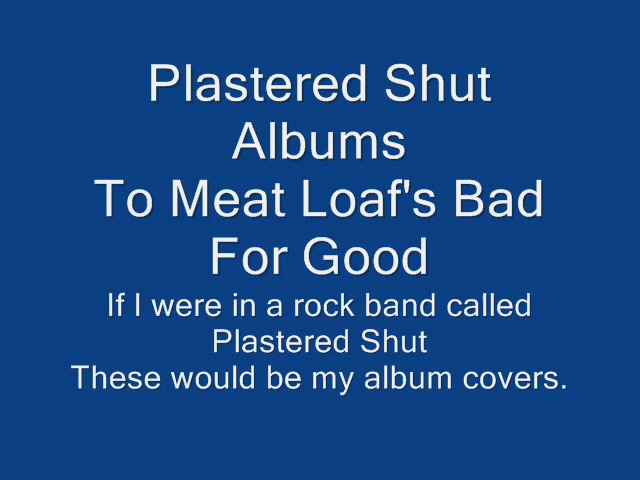 Plastered Shut
Albums
To Meat Loaf's Bad
For Good
If I were in a rock band called
Plastered Shut
These would be my album covers.